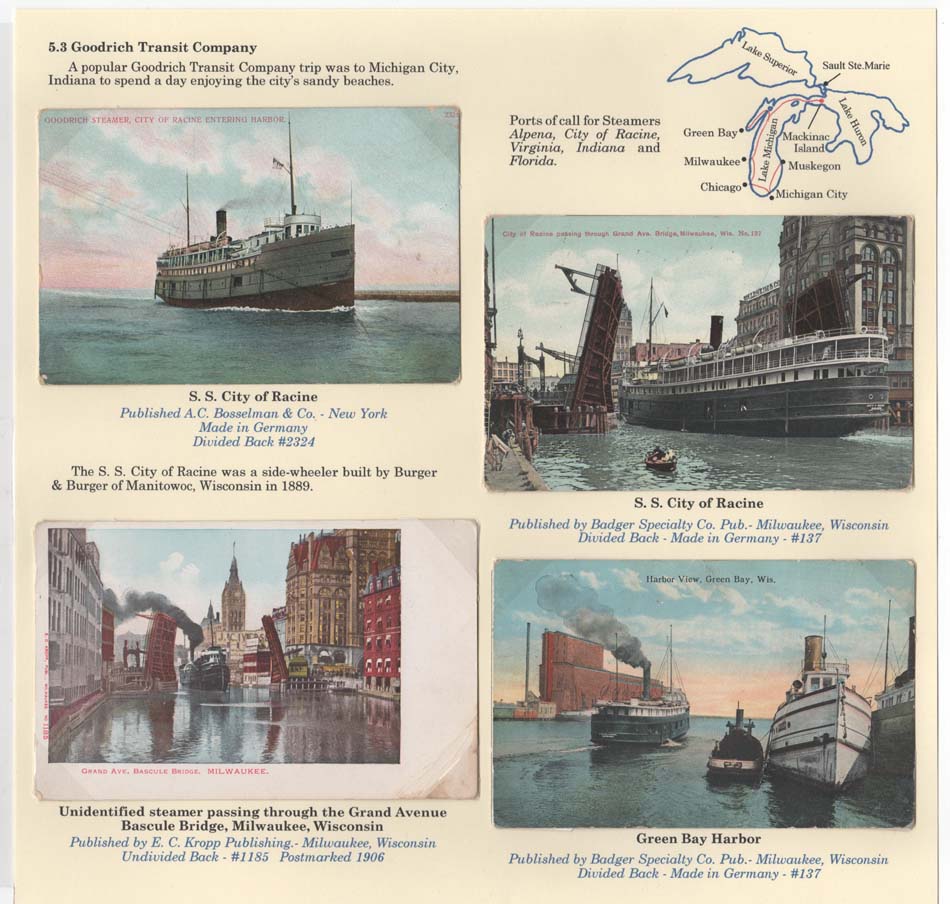 5.3 Goodrich Transit Company
A popular Goodrich Transit Company trip was to Michigan City,
Indiana to spend a day enjoying the city's sandy beaches.
GOODRICH STEAMER, CITY OF RACINE ENTERING HARBOR.
2324
S. S. City of Racine
Published A.C. Bosselman & Co. - New York
Made in Germany
Divided Back #2324
Ports of call for Steamers
Alpena, City of Racine,
Virginia, Indiana and
Florida.
Lake Superior
Sault Ste. Marie
Lake Huron
Green Bay
Mackinac
Island
Lake Michigan
Milwaukee
Muskegon
Chicago
Michigan City
City of Racine passing through Grand Ave. Bridge, Milwaukee, Wis. No. 137
S. S. City of Racine
Published by Badger Specialty Co. Pub.- Milwaukee, Wisconsin
Divided Back - Made in Germany - #137
The S. S. City of Racine was a side-wheeler built by Burger
& Burger of Manitowoc, Wisconsin in 1889.
GRAND AVE, BASCULE BRIDGE, MILWAUKEE.
Unidentified steamer passing through the Grand Avenue
Bascule Bridge, Milwaukee, Wisconsin
Published by E. C. Kropp Publishing.- Milwaukee, Wisconsin
Undivided Back - #1185 Postmarked 1906
Harbor View, Green Bay, Wis.
Green Bay Harbor
Published by Badger Specialty Co. Pub.- Milwaukee, Wisconsin
Divided Back - Made in Germany - #137